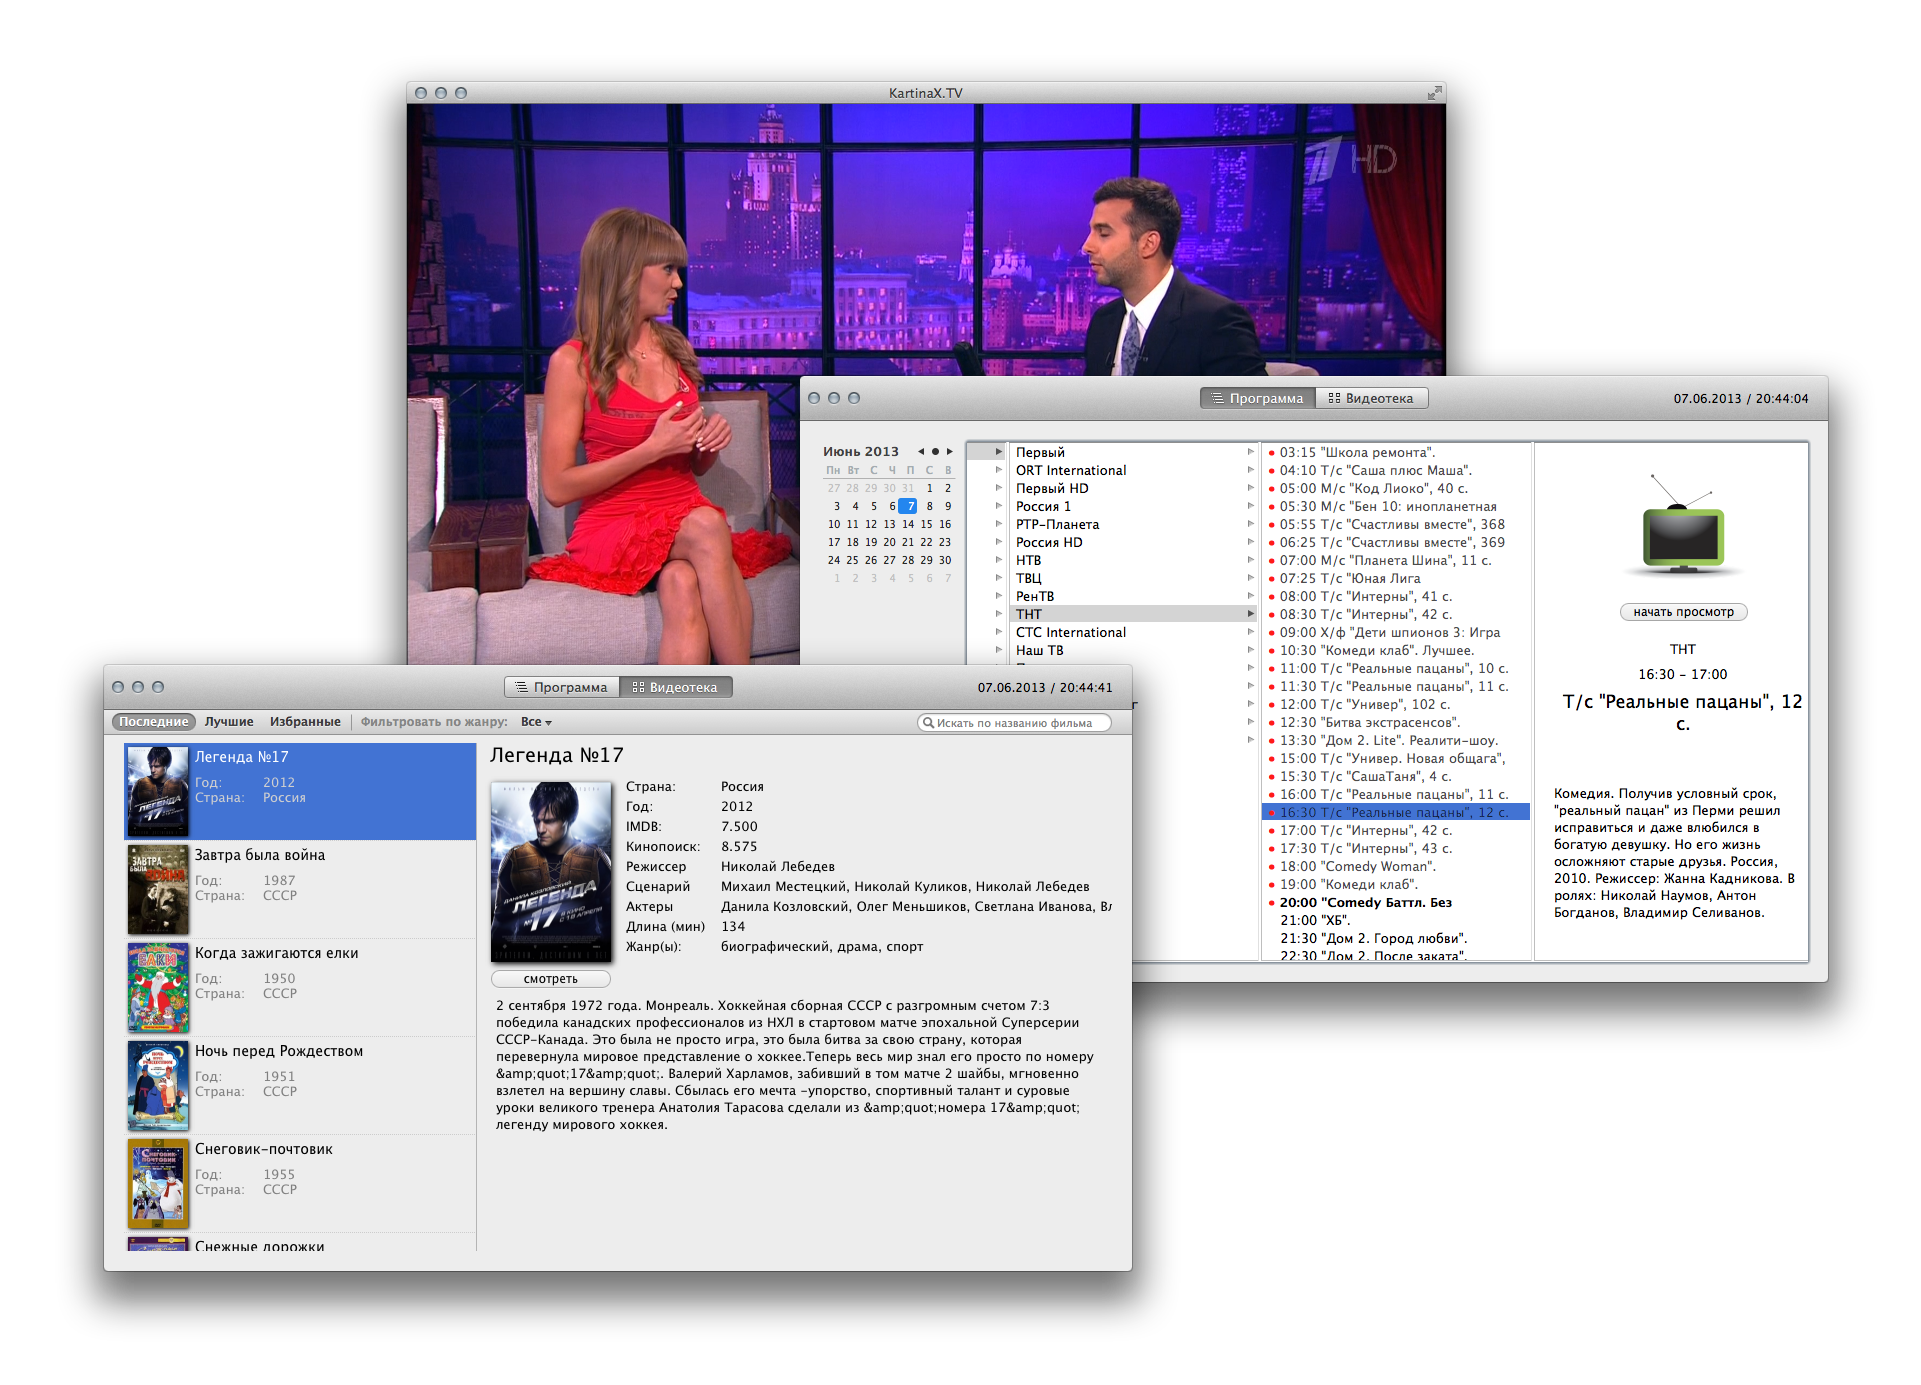 KartinaX.TV
HD
Программа
Видеотека
07.06.2013 / 20:44:04
Июнь 2013
Пн Вт С Ч П С В
27 28 29 30 31 1 2
3 4 5 6 7 8 9
10 11 12 13 14 15 16
17 18 19 20 21 22 23
24 25 26 27 28 29 30
1 2 3 4 5 6 7
Первый
ORT International
Первый HD
Россия 1
РТР-Планета
Россия HD
НТВ
ТВЦ
РенТВ
ТНТ
СТС International
Наш ТВ
03:15 "Школа ремонта".
04:10 Т/с "Саша плюс Маша".
05:00 М/с "Код Лиоко", 40 с.
05:30 М/с "Бен 10: инопланетная
05:55 Т/с "Счастливы вместе", 368
06:25 Т/с "Счастливы вместе", 369
07:00 М/с "Планета Шина", 11 с.
07:25 Т/с "Юная Лига
08:00 Т/с "Интерны", 41 с.
08:30 Т/с "Интерны", 42 с.
09:00 Х/ф "Дети шпионов 3: Игра
10:30 "Комеди клаб". Лучшее.
11:00 Т/с "Реальные пацаны", 10 с.
11:30 Т/с "Реальные пацаны", 11 с.
12:00 Т/с "Универ", 102 с.
12:30 "Битва экстрасенсов".
13:30 "Дом 2. Lite". Реалити-шоу.
15:00 Т/с "Универ. Новая общага",
15:30 Т/с "СашаТаня", 4 с.
16:00 Т/с "Реальные пацаны", 11 с.
16:30 Т/с "Реальные пацаны", 12 с.
17:00 Т/с "Интерны", 42 с.
17:30 Т/с "Интерны", 43 с.
18:00 "Comedy Woman".
19:00 "Комеди клаб".
20:00 "Comedy Баттл. Без
21:00 "ХБ".
21:30 "Дом 2. Город любви".
22:30 "Дом 2. После заката".
начать просмотр
ТНТ
16:30 - 17:00
Т/с "Реальные пацаны", 12
с.
Комедия. Получив условный срок,
"реальный пацан" из Перми решил
исправиться и даже влюбился в
богатую девушку. Но его жизнь
осложняют старые друзья. Россия,
2010. Режиссер: Жанна Кадникова. В
ролях: Николай Наумов, Антон
Богданов, Владимир Селиванов.
Программа
Видеотека
07.06.2013 / 20:44:41
Последние
Лучшие
Избранные
Фильтровать по жанру:
Все
Искать по названию фильма
Легенда №17
Год: 2012
Страна: Россия
Завтра была война
Год: 1987
Страна: СССР
Когда зажигаются елки
Год: 1950
Страна: СССР
Ночь перед Рождеством
Год: 1951
Страна: СССР
Снеговик-почтовик
Год: 1955
Страна: СССР
Снежные дорожки
Легенда №17
ДАНИЛА КОЗЛОВСКИЙ
ЛЕГЕНДА
№17
Страна: Россия
Год: 2012
IMDB: 7.500
Кинопоиск: 8.575
Режиссер Николай Лебедев
Сценарий Михаил Местецкий, Николай Куликов, Николай Лебедев
Актеры Данила Козловский, Олег Меньшиков, Светлана Иванова, Вл
Длина (мин) 134
Жанр(ы): биографический, драма, спорт
смотреть
2 сентября 1972 года. Монреаль. Хоккейная сборная СССР с разгромным счетом 7:3
победила канадских профессионалов из НХЛ в стартовом матче эпохальной Суперсерии
СССР-Канада. Это была не просто игра, это была битва за свою страну, которая
перевернула мировое представление о хоккее.Теперь весь мир знал его просто по номеру
&amp;quot;17&amp;quot;. Валерий Харламов, забивший в том матче 2 шайбы, мгновенно
взлетел на вершину славы. Сбылась его мечта -упорство, спортивный талант и суровые
уроки великого тренера Анатолия Тарасова сделали из &amp;quot;номера 17&amp;quot;
легенду мирового хоккея.